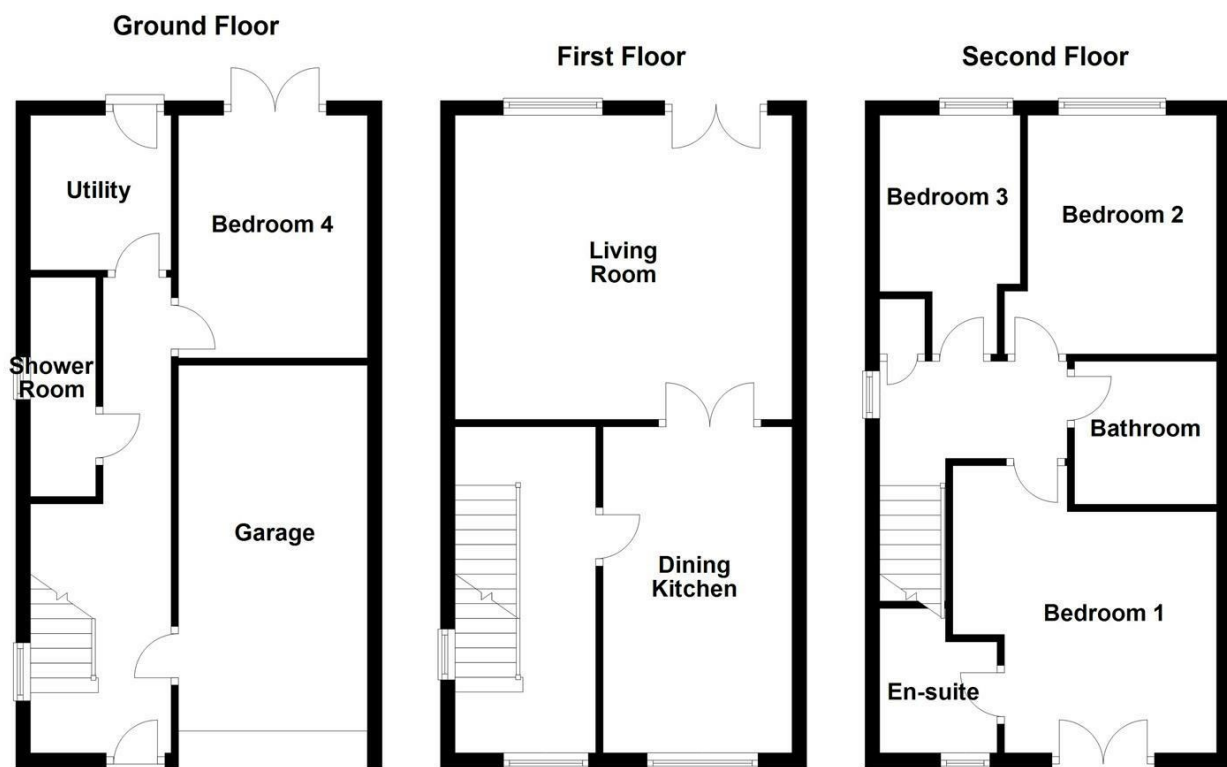 Ground Floor
Utility
Bedroom 4
Shower
Room
Garage
First Floor
Living
Room
Dining
Kitchen
Second Floor
Bedroom 3
Bedroom 2
Bathroom
Bedroom 1
En-suite